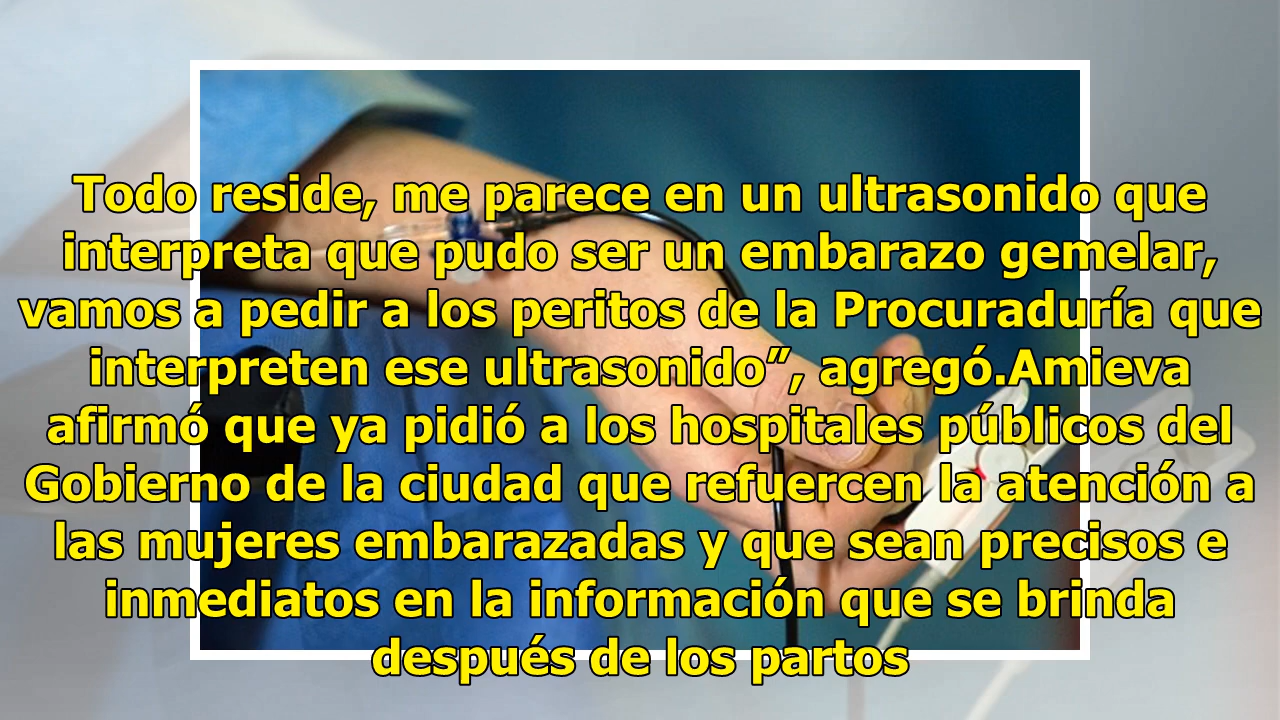 Todo reside, me parece en un ultrasonido que
interpreta que pudo ser un embarazo gemelar,
vamos a pedir a los peritos de la Procuraduría que
interpreten ese ultrasonido”, agregó.Amieva
afirmó que ya pidió a los hospitales públicos del
Gobierno de la ciudad que refuercen la atención a
las mujeres embarazadas y que sean precisos e
inmediatos en la información que se brinda
después de los partos